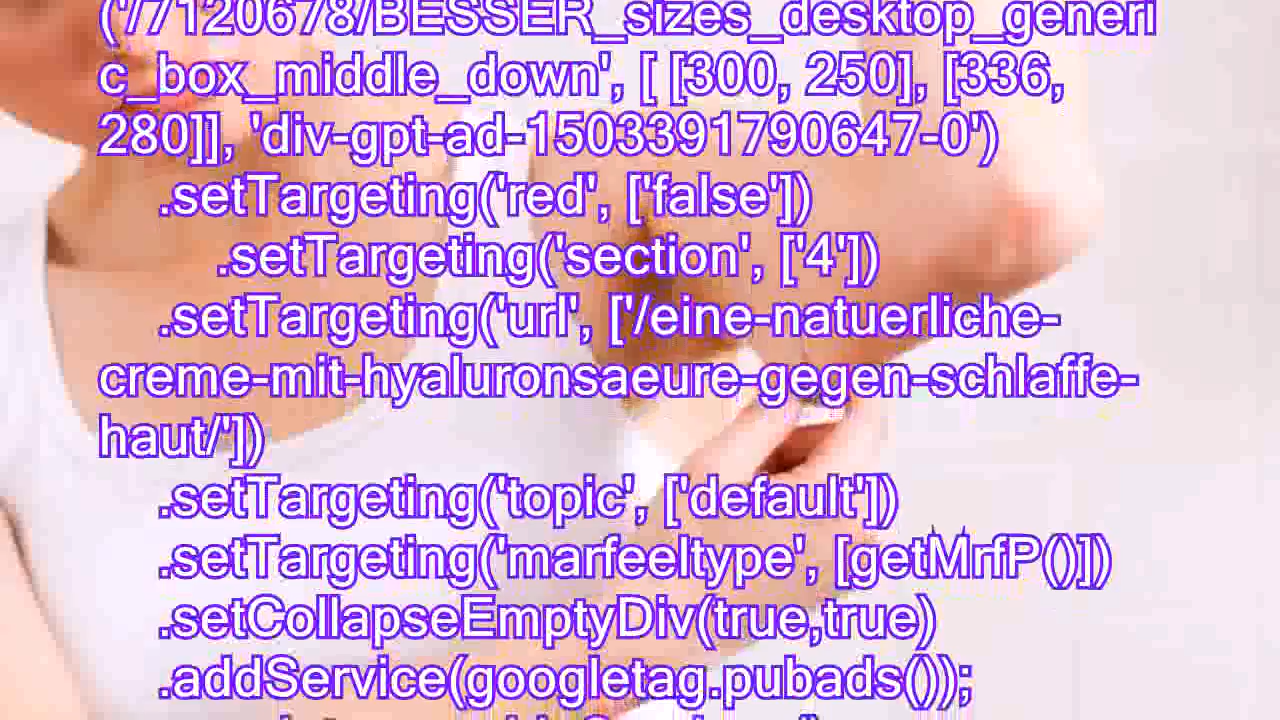 ('/7120678/BESSER_sizes_desktop_generi
c_box_middle_down', [ [300, 250], [336,
280]], 'div-gpt-ad-1503391790647-0')
.setTargeting('red', ['false'])
.setTargeting('section', ['4'])
.setTargeting('url', ['/eine-natuerliche-
creme-mit-hyaluronsaeure-gegen-schlaffe-
haut/'])
.setTargeting('topic', ['default'])
.setTargeting('marfeeltype', [getMrfP()])
.setCollapseEmptyDiv(true,true)
.addService(googletag.pubads());